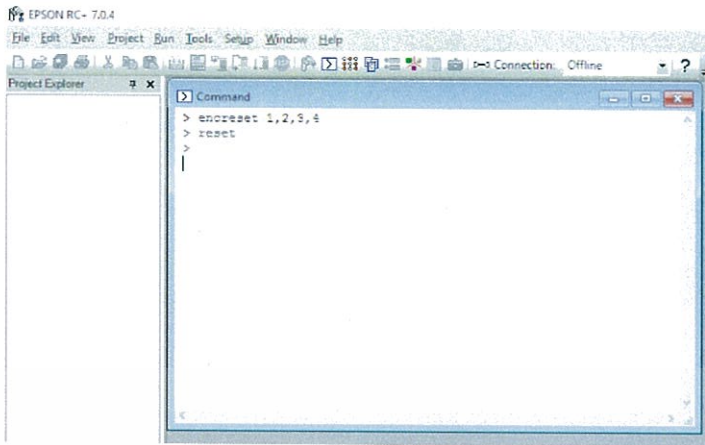 EPSON RC+ 7.0.4
File Edit View Project Run Tools Setup Window Help
Connection: Offline ?
Project Explorer
Command
> encreset 1,2,3,4
> reset
>